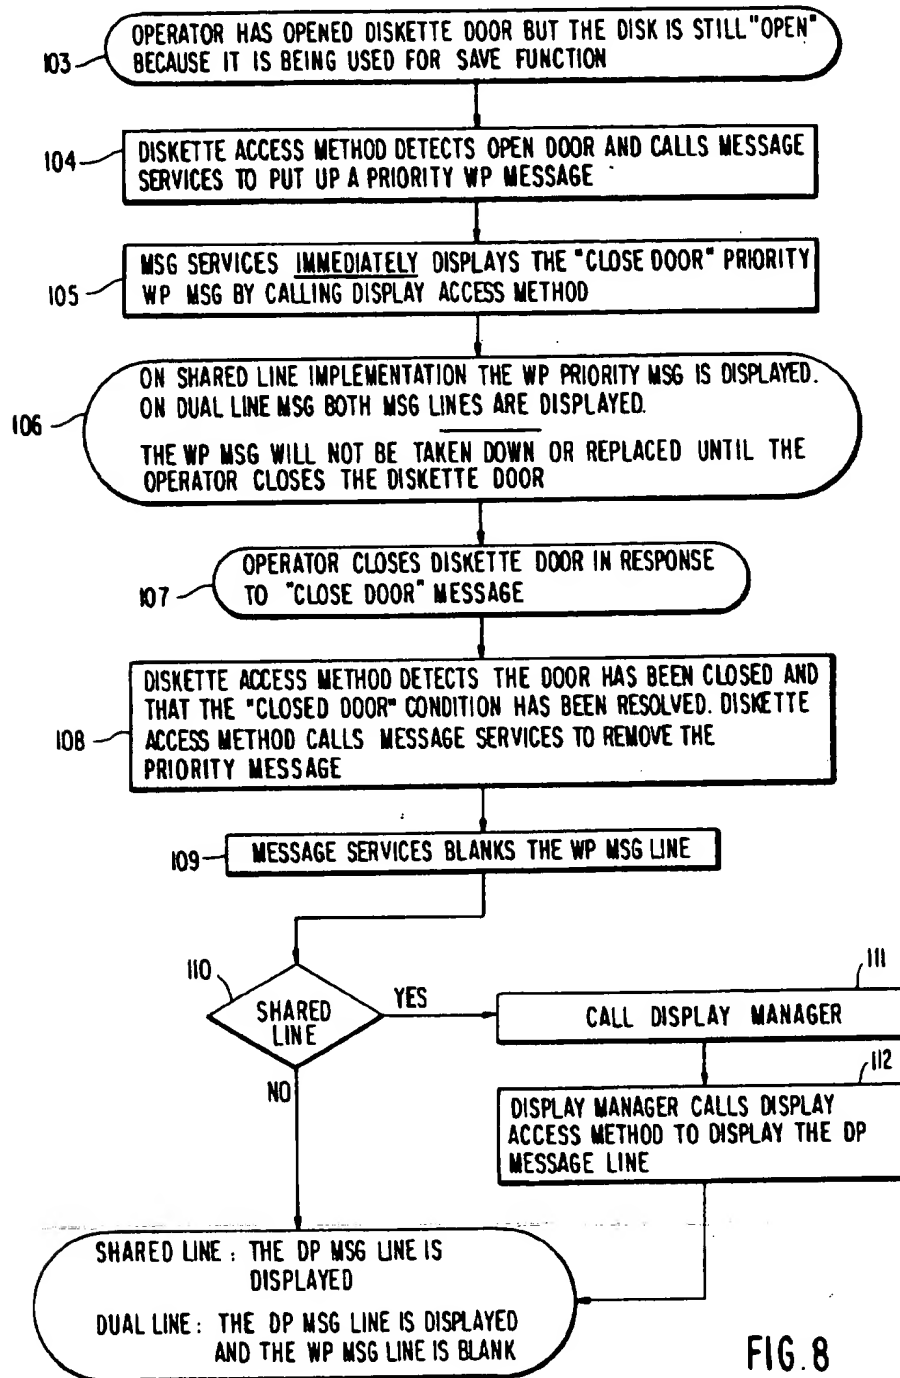 OPERATOR HAS OPENED DISKETTE DOOR BUT THE DISK IS STILL "OPEN"
BECAUSE IT IS BEING USED FOR SAVE FUNCTION
103
104
DISKETTE ACCESS METHOD DETECTS OPEN DOOR AND CALLS MESSAGE
SERVICES TO PUT UP A PRIORITY WP MESSAGE
MSG SERVICES IMMEDIATELY DISPLAYS THE "CLOSE DOOR" PRIORITY
WP MSG BY CALLING DISPLAY ACCESS METHOD
105
ON SHARED LINE IMPLEMENTATION THE WP PRIORITY MSG IS DISPLAYED.
ON DUAL LINE MSG BOTH MSG LINES ARE DISPLAYED.
106
THE WP MSG WILL NOT BE TAKEN DOWN OR REPLACED UNTIL THE
OPERATOR CLOSES THE DISKETTE DOOR
OPERATOR CLOSES DISKETTE DOOR IN RESPONSE
TO "CLOSE DOOR" MESSAGE
107
DISKETTE ACCESS METHOD DETECTS THE DOOR HAS BEEN CLOSED AND
THAT THE "CLOSED DOOR" CONDITION HAS BEEN RESOLVED. DISKETTE
ACCESS METHOD CALLS MESSAGE SERVICES TO REMOVE THE
PRIORITY MESSAGE
108
109
MESSAGE SERVICES BLANKS THE WP MSG LINE
110
SHARED
LINE
YES
NO
111
CALL DISPLAY MANAGER
112
DISPLAY MANAGER CALLS DISPLAY
ACCESS METHOD TO DISPLAY THE DP
MESSAGE LINE
SHARED LINE : THE DP MSG LINE IS
DISPLAYED
DUAL LINE : THE DP MSG LINE IS DISPLAYED
AND THE WP MSG LINE IS BLANK
FIG. 8